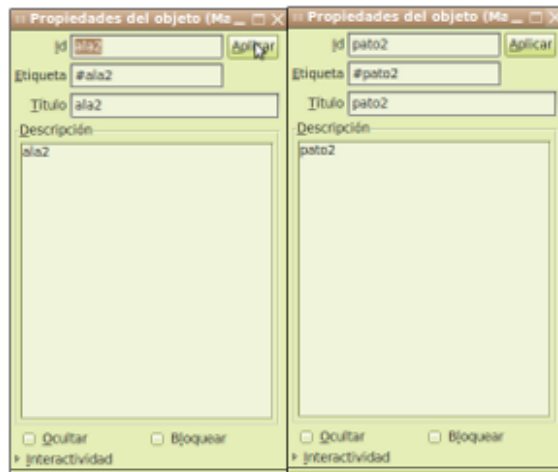 Propiedades del objeto (Ma
Id ala2 Aplicar
Etiqueta #ala2
Título ala2
Descripción
ala2
Ocultar Bloquear
Interactividad
Propiedades del objeto (Ma
Id pato2 Aplicar
Etiqueta #pato2
Título pato2
Descripción
pato2
Ocultar Bloquear
Interactividad